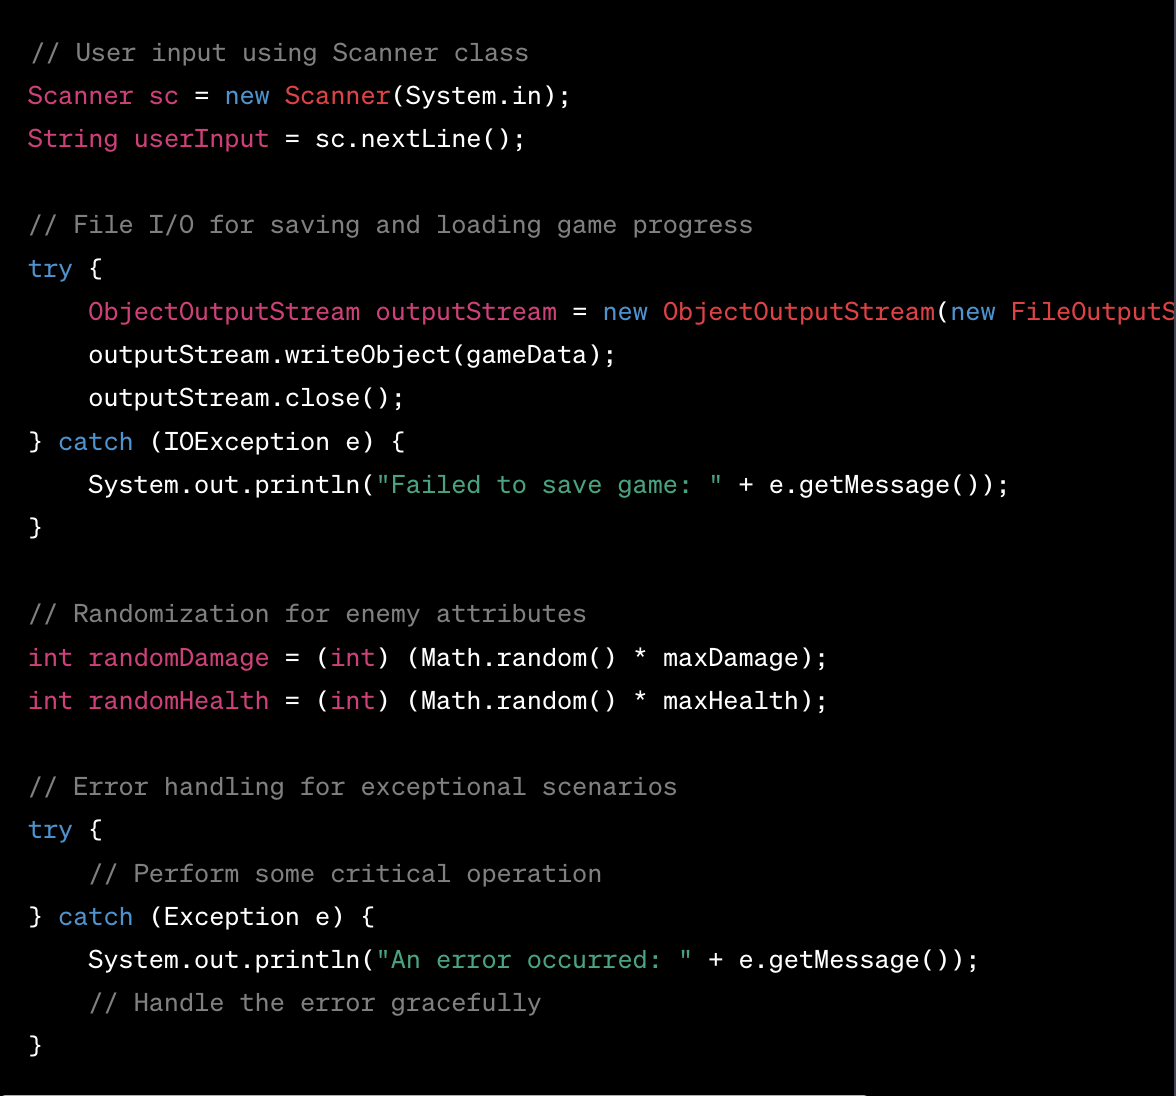 // User input using Scanner class
Scanner sc = new Scanner(System.in);
String userInput = sc.nextLine();

// File I/O for saving and loading game progress
try {
    ObjectOutputStream outputStream = new ObjectOutputStream(new FileOutputS
    outputStream.writeObject(gameData);
    outputStream.close();
} catch (IOException e) {
    System.out.println("Failed to save game: " + e.getMessage());
}

// Randomization for enemy attributes
int randomDamage = (int) (Math.random() * maxDamage);
int randomHealth = (int) (Math.random() * maxHealth);

// Error handling for exceptional scenarios
try {
    // Perform some critical operation
} catch (Exception e) {
    System.out.println("An error occurred: " + e.getMessage());
    // Handle the error gracefully
}